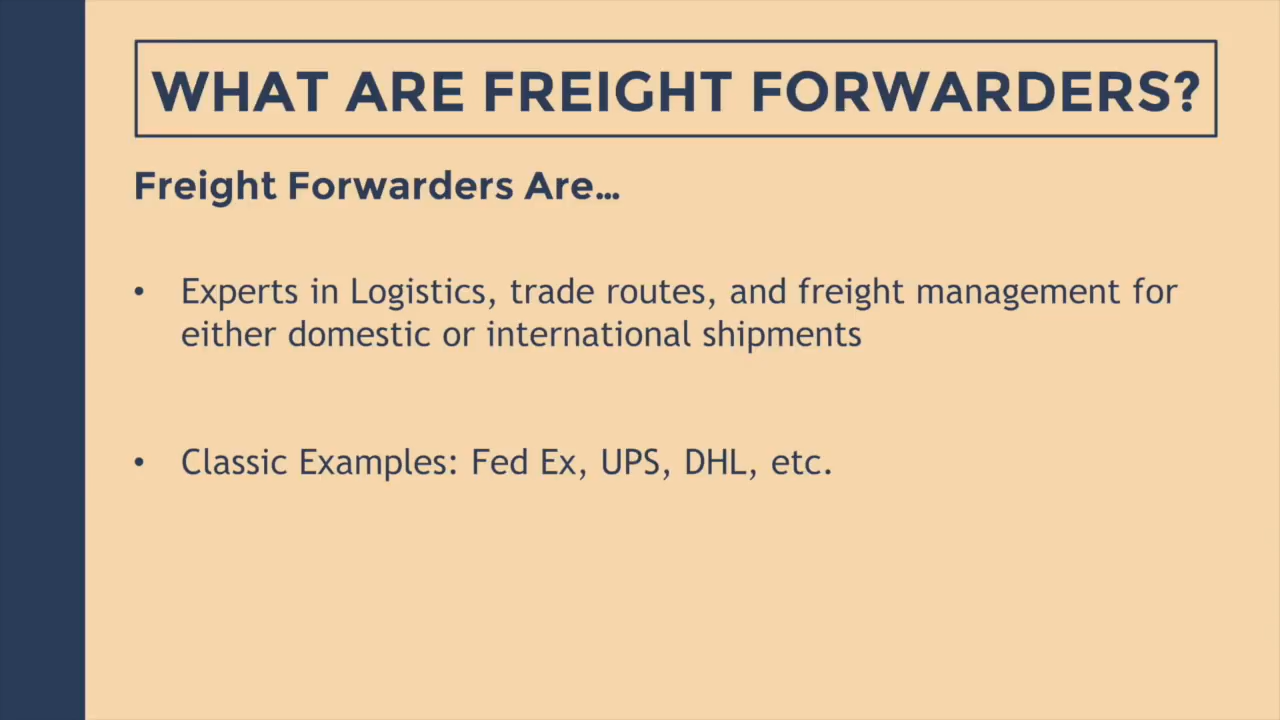 WHAT ARE FREIGHT FORWARDERS?
Freight Forwarders Are…
• Experts in Logistics, trade routes, and freight management for
either domestic or international shipments
• Classic Examples: Fed Ex, UPS, DHL, etc.